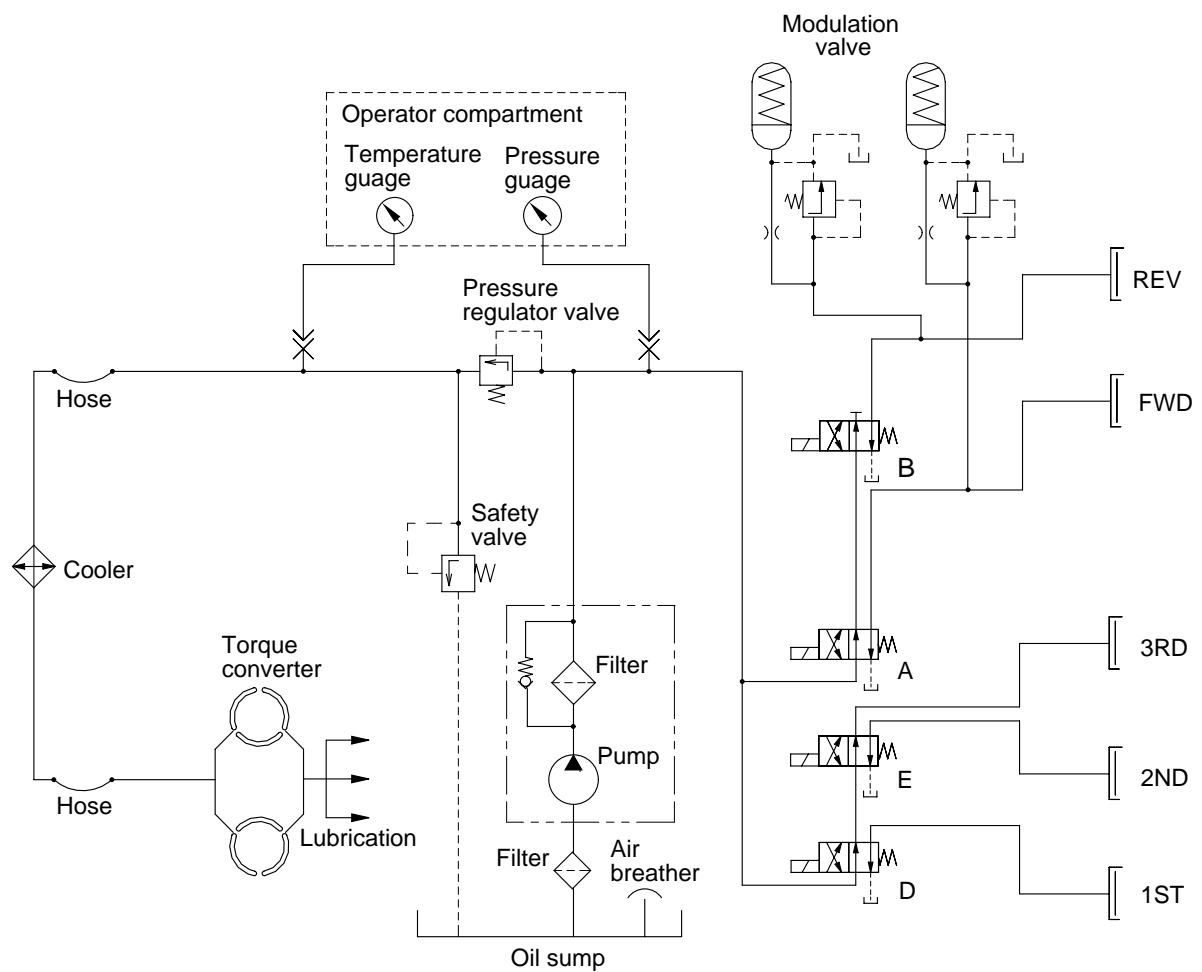 Modulation
valve
Operator compartment
Temperature
guage
Pressure
guage
Pressure
regulator valve
REV
Hose
FWD
B
Safety
valve
Cooler
Torque
converter
Filter
3RD
A
Pump
E
2ND
Hose
Lubrication
Filter
Air
breather
D
1ST
Oil sump